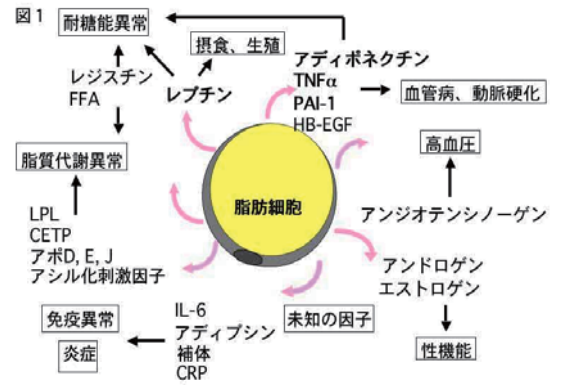 図1
耐糖能異常
摂食、生殖
レジスチン
FFA
レプチン
アディポネクチン
TNFα
PAI-1
HB-EGF
血管病、動脈硬化
高血圧
脂質代謝異常
脂肪細胞
アンジオテンシノーゲン
LPL
CETP
アポD, E, J
アシル化刺激因子
アンドロゲン
エストロゲン
免疫異常
炎症
IL-6
アディプシン
補体
CRP
未知の因子
性機能